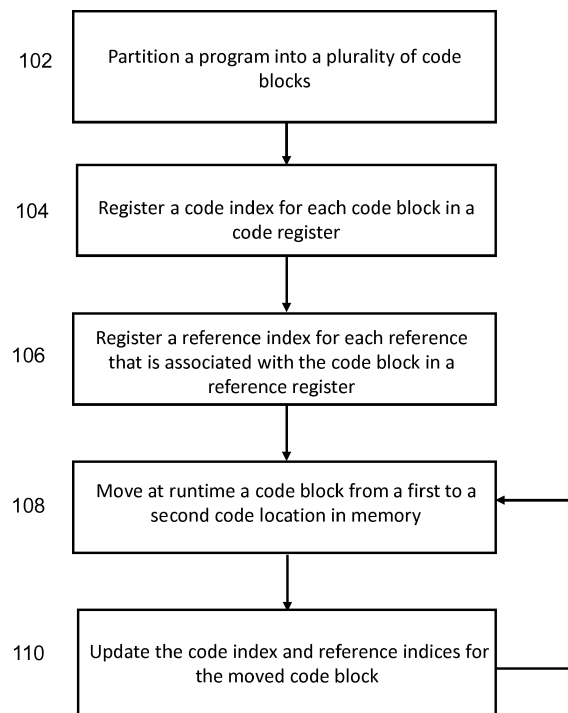 102
Partition a program into a plurality of code
blocks
104
Register a code index for each code block in a
code register
106
Register a reference index for each reference
that is associated with the code block in a
reference register
108
Move at runtime a code block from a first to a
second code location in memory
110
Update the code index and reference indices for
the moved code block